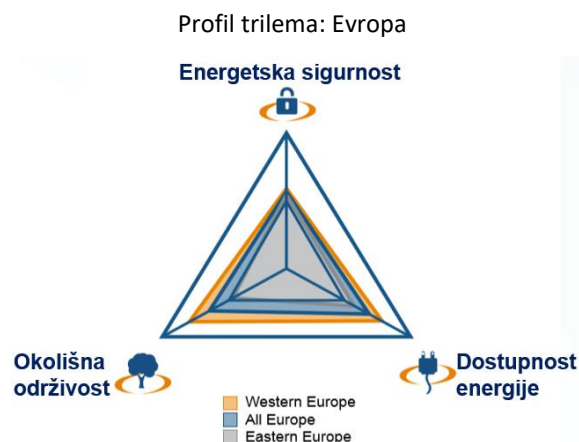 Profil trilema: Evropa
Energetska sigurnost
Okolišna
održivost
Dostupnost
energije
Western Europe
All Europe
Eastern Europe